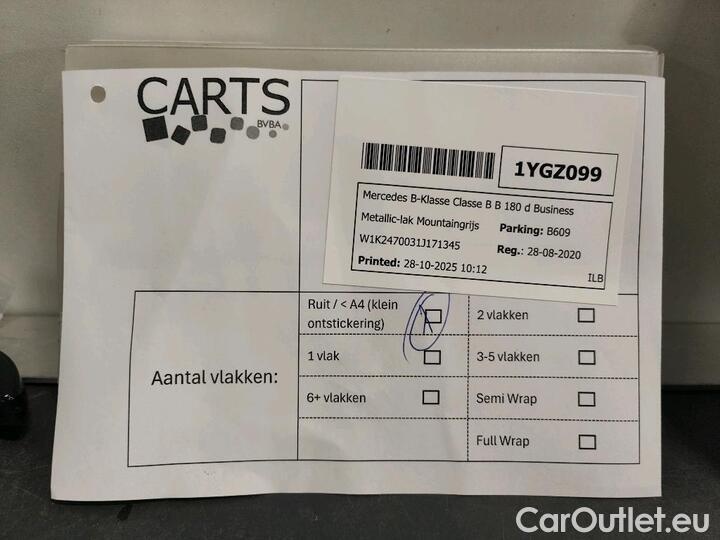 CARTS
BVBA
1YGZ099
Mercedes B-Klasse Classe B B 180 d Business
Metallic-lak Mountaingrijs
Parking: B609
W1K2470031J171345
Reg.: 28-08-2020
Printed: 28-10-2025 10:12
ILB
Aantal vlakken:
Ruit / < A4 (klein
ontstickering)
2 vlakken
1 vlak
3-5 vlakken
6+ vlakken
Semi Wrap
Full Wrap
CarOutlet.eu